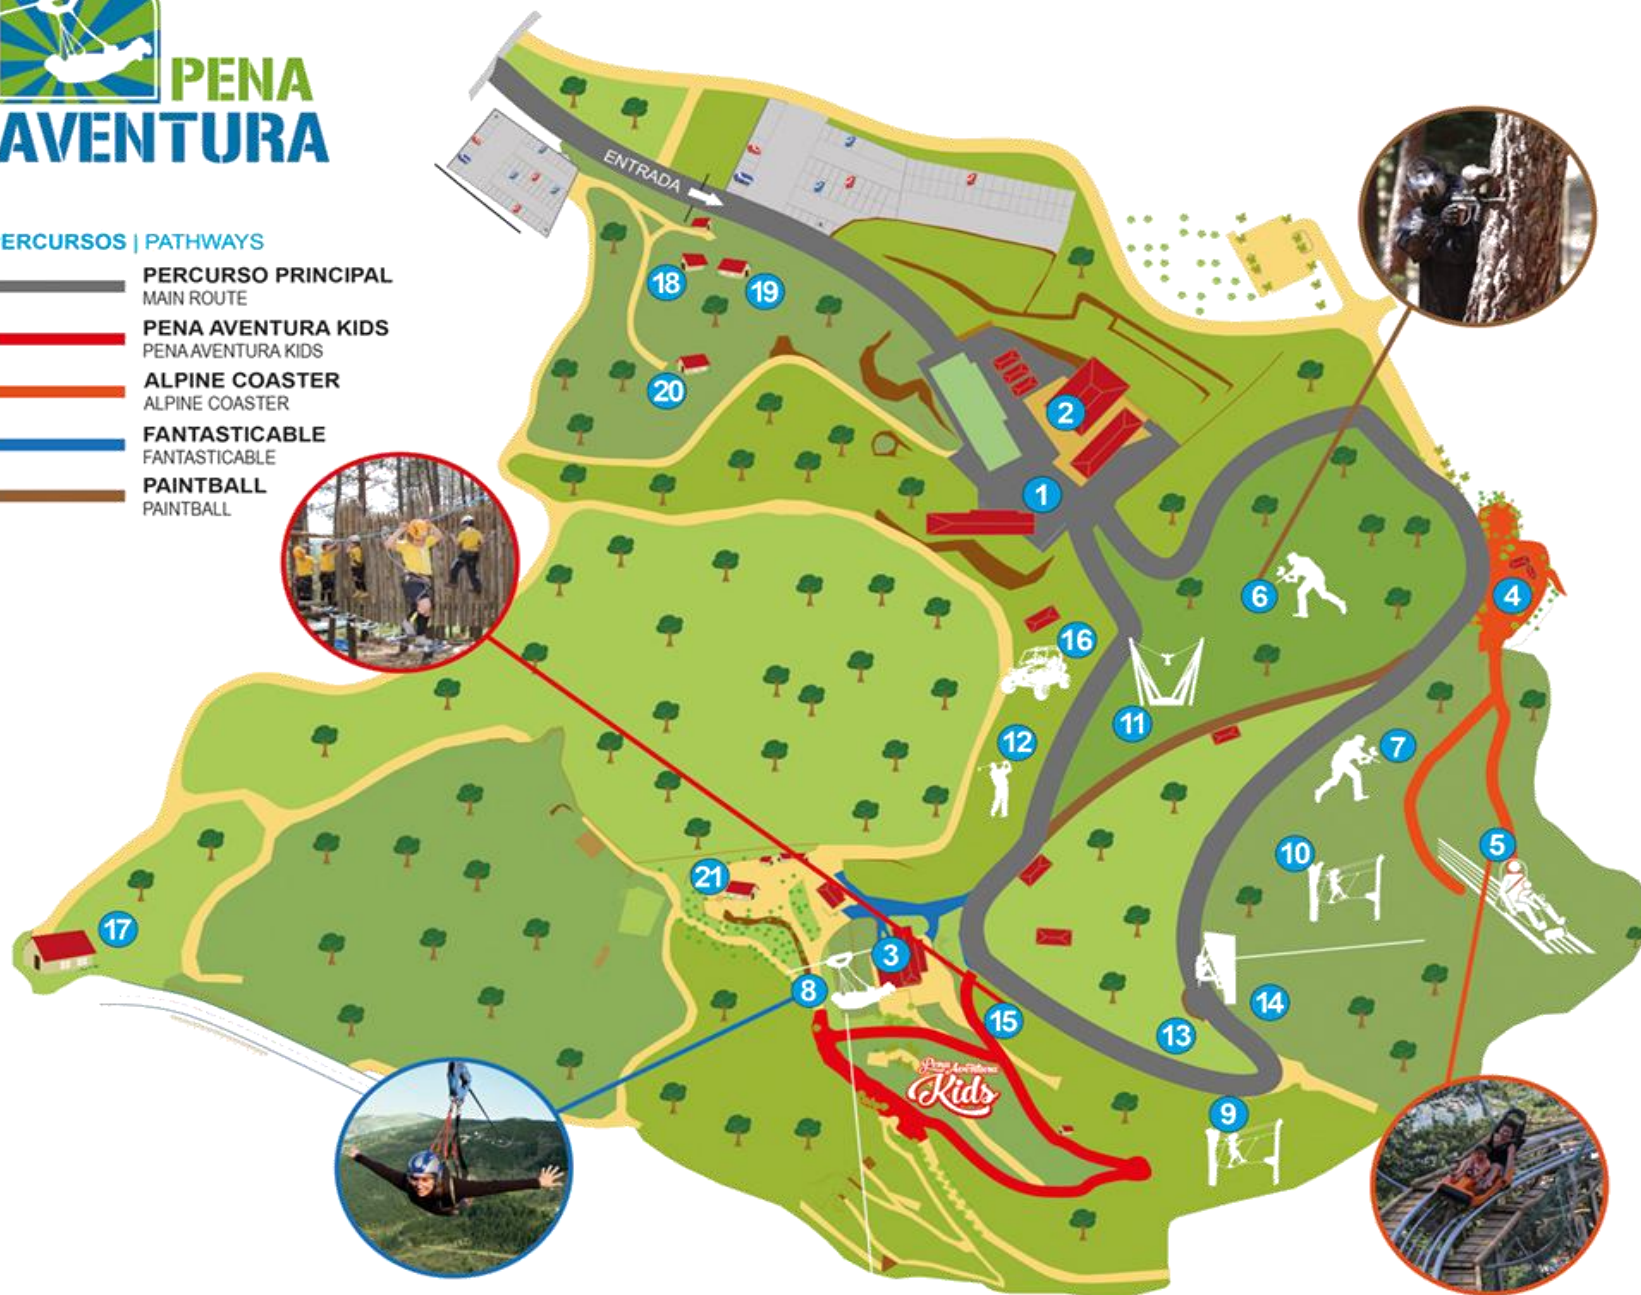 PENA
AVENTURA
ERCURSOS | PATHWAYS
PERCURSO PRINCIPAL
MAIN ROUTE
PENA AVENTURA KIDS
PENA AVENTURA KIDS
ALPINE COASTER
ALPINE COASTER
FANTASTICABLE
FANTASTICABLE
PAINTBALL
PAINTBALL
ENTRADA
18
19
20
2
1
6
4
16
11
12
7
10
5
21
17
3
8
15
14
13
Pena Aventura
Kids
9